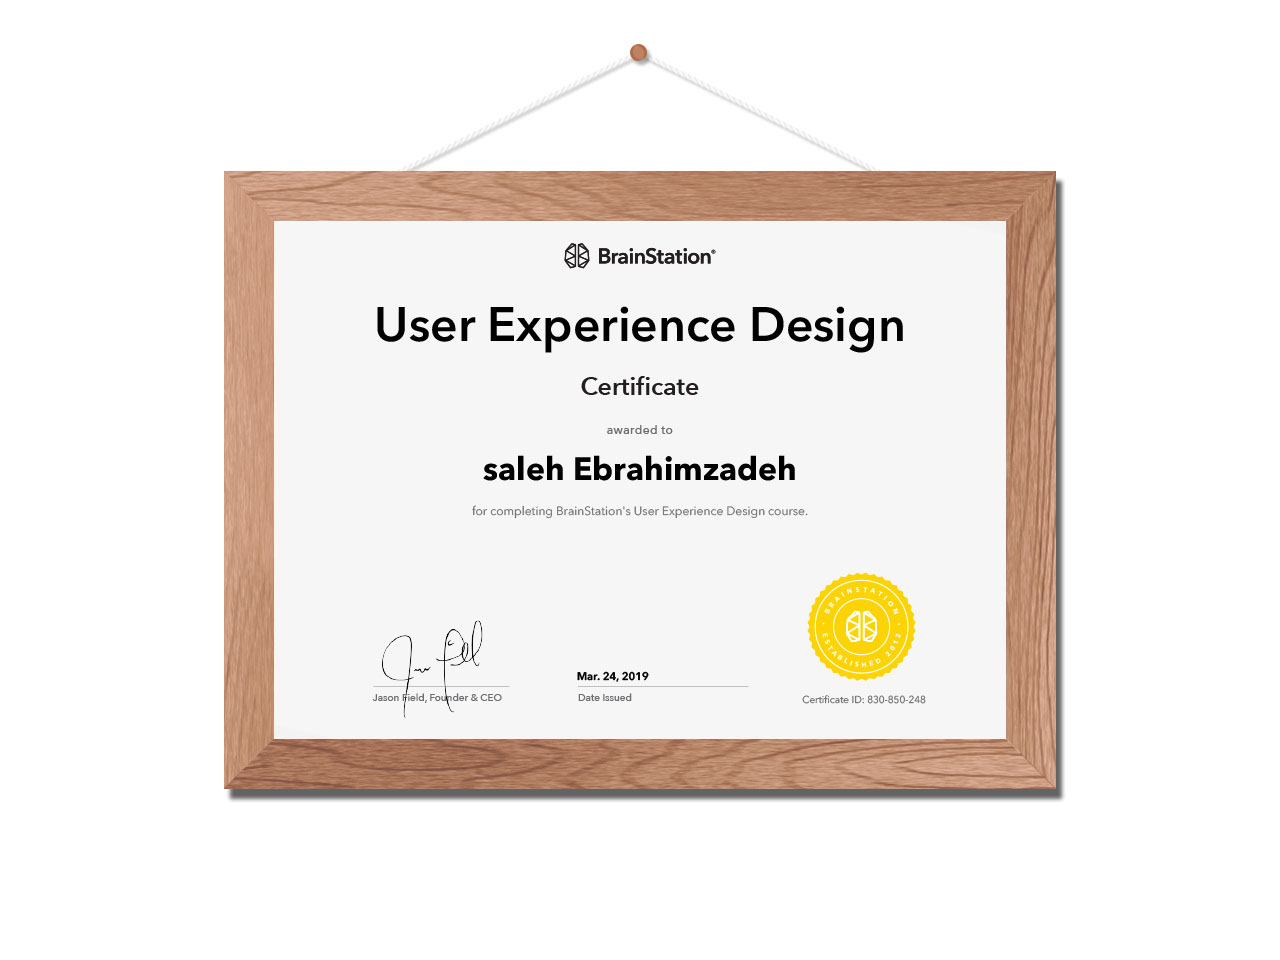 BrainStation®
User Experience Design
Certificate
awarded to
saleh Ebrahimzadeh
for completing BrainStation's User Experience Design course.
BRAINSTATION
ESTABLISHED 2012
Mar. 24, 2019
Jason Field, Founder & CEO
Date Issued
Certificate ID: 830-850-248